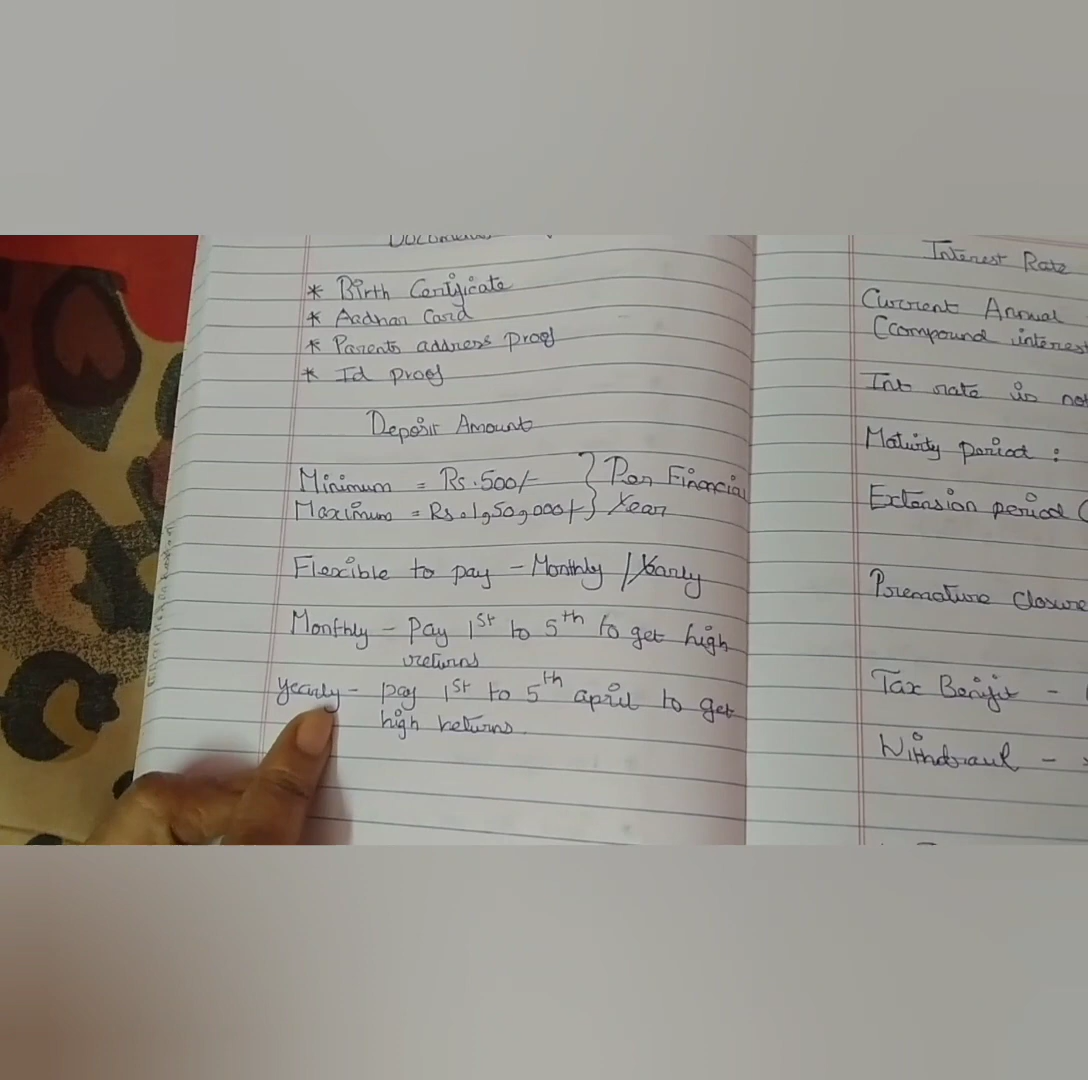 * Birth Certificate
* Aadhar Card
* Parents address proof
* Id proof
Deposit Amount
Minimum = Rs.500/- } Per Financial
Maximum = Rs.1,50,000/- } Year
Flexible to pay - Monthly / Yearly
Monthly - Pay 1st to 5th to get high
returns
Yearly - pay 1st to 5th april to get
high returns.
Interest Rate
Current Annual
(Compound interest
Int rate is not
Maturity period :
Extension period (
Premature Closure
Tax Benifit -
Withdraul -